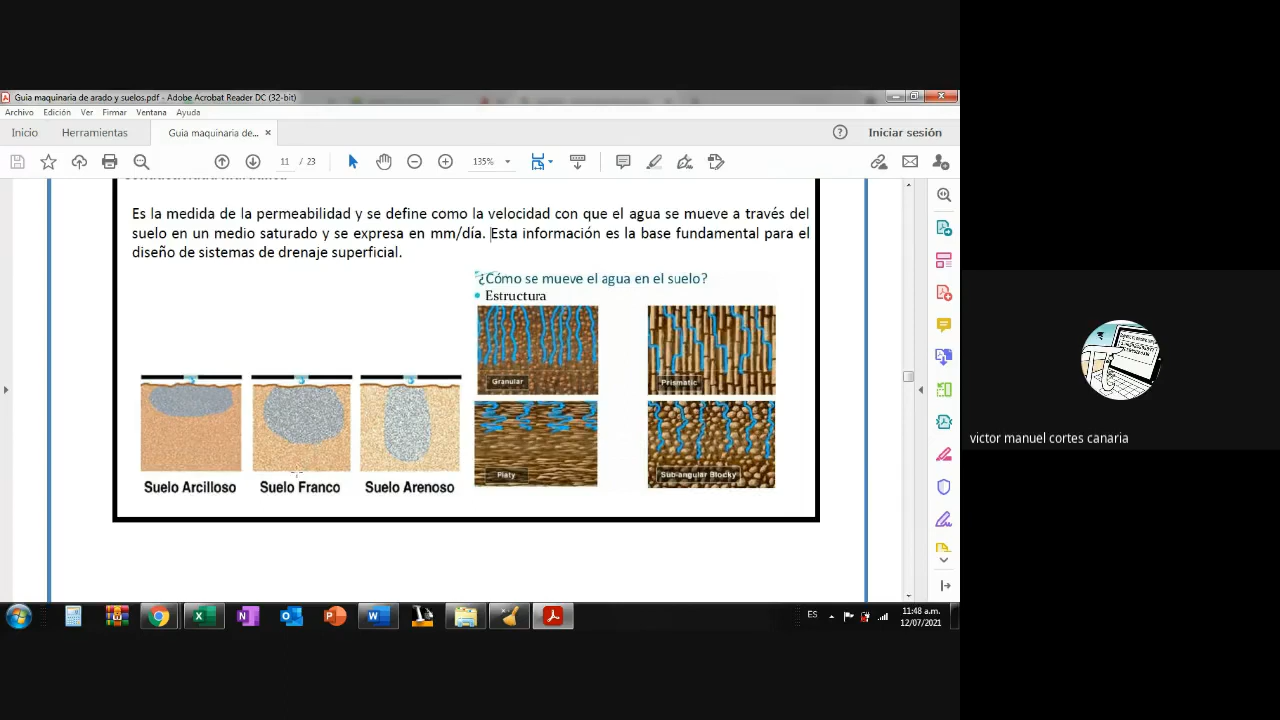 Guia maquinaria de arado y suelos.pdf - Adobe Acrobat Reader DC (32-bit)
Archivo Edición Ver Firmar Ventana Ayuda
Inicio Herramientas Guia maquinaria de... × Iniciar sesión
11 / 23 135%
Es la medida de la permeabilidad y se define como la velocidad con que el agua se mueve a través del
suelo en un medio saturado y se expresa en mm/día. Esta información es la base fundamental para el
diseño de sistemas de drenaje superficial.
¿Cómo se mueve el agua en el suelo?
• Estructura
Granular
Prismatic
Platy
Sub-angular Blocky
Suelo Arcilloso
Suelo Franco
Suelo Arenoso
victor manuel cortes canaria
ES
11:48 a.m.
12/07/2021